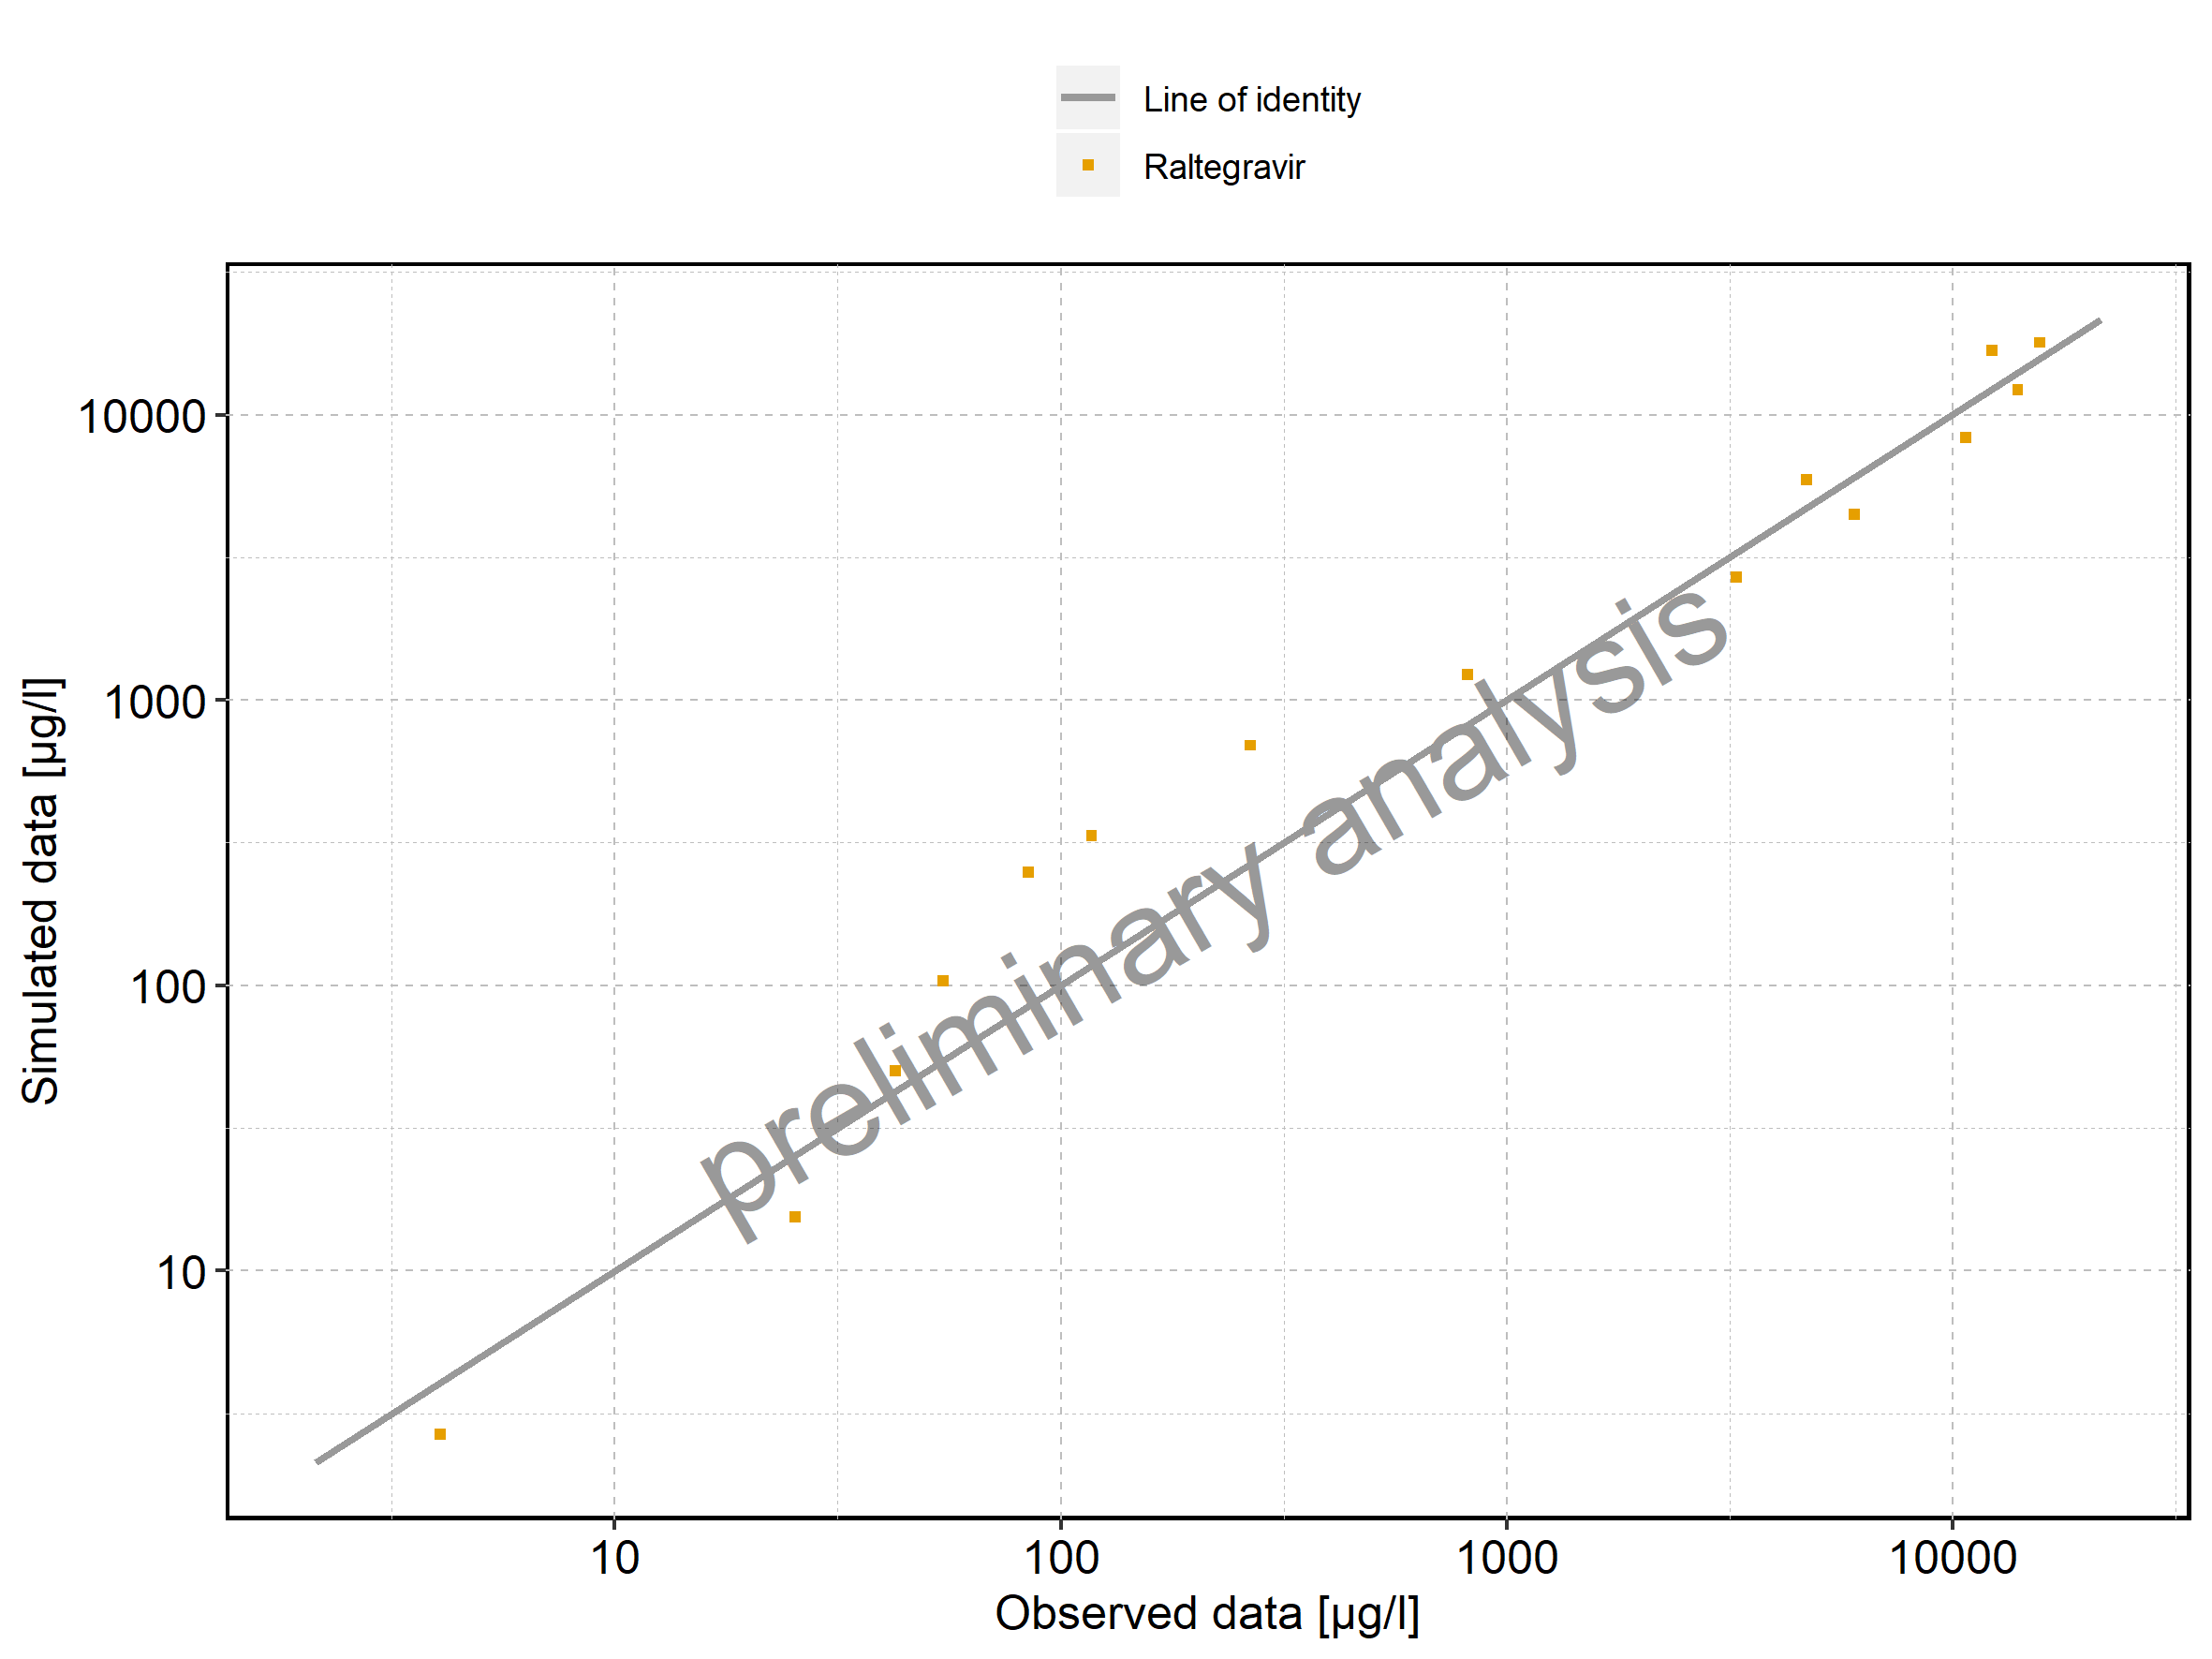 Line of identity
Raltegravir
10000
1000
100
10
Simulated data [µg/l]
preliminary analysis
10
100
1000
10000
Observed data [µg/l]